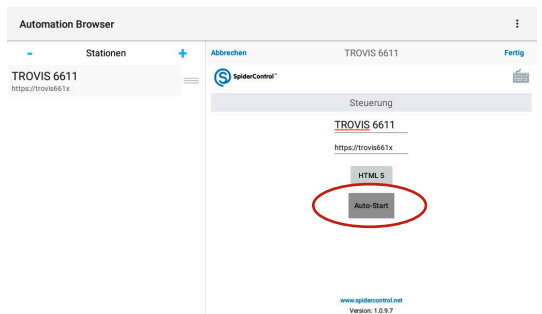 Automation Browser
- Stationen +
TROVIS 6611
https://trovis661x
Abbrechen TROVIS 6611 Fertig
SpiderControl™
Steuerung
TROVIS 6611
https://trovis661x
HTML 5
Auto-Start
www.spidercontrol.net
Version: 1.0.9.7